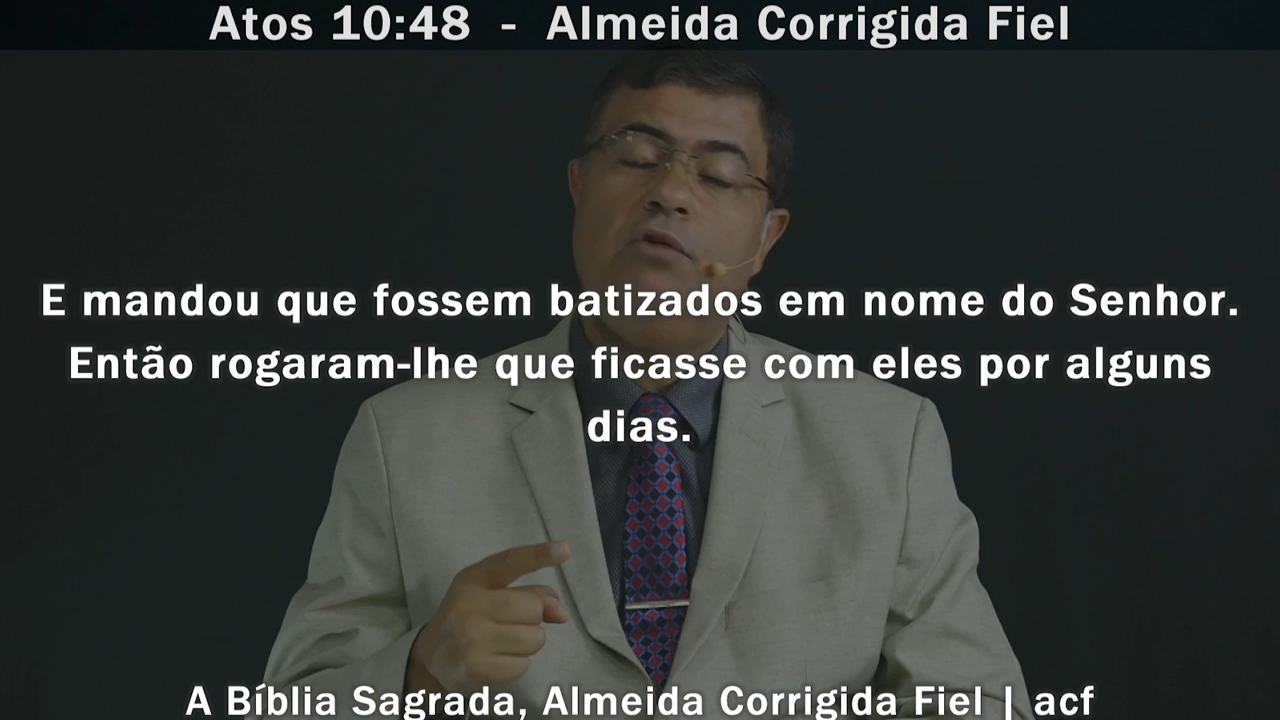 Atos 10:48 - Almeida Corrigida Fiel
E mandou que fossem batizados em nome do Senhor.
Então rogaram-lhe que ficasse com eles por alguns
dias.
A Bíblia Sagrada, Almeida Corrigida Fiel | acf